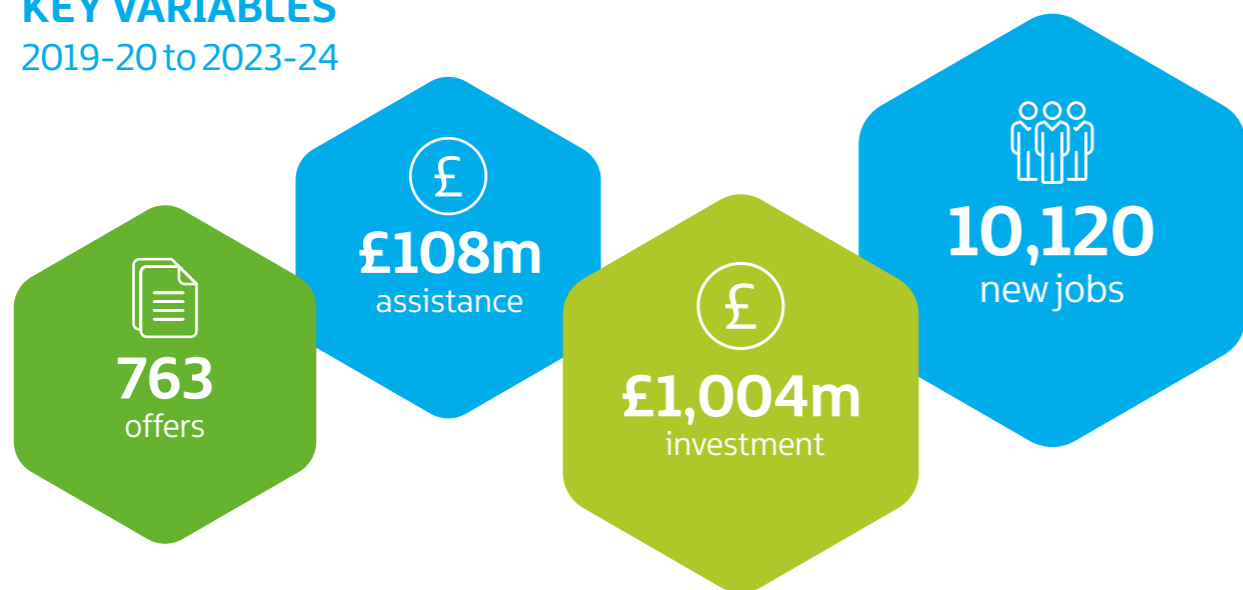 KEY VARIABLES
2019-20 to 2023-24
£
£108m
assistance
763
offers
£
£1,004m
investment
10,120
new jobs